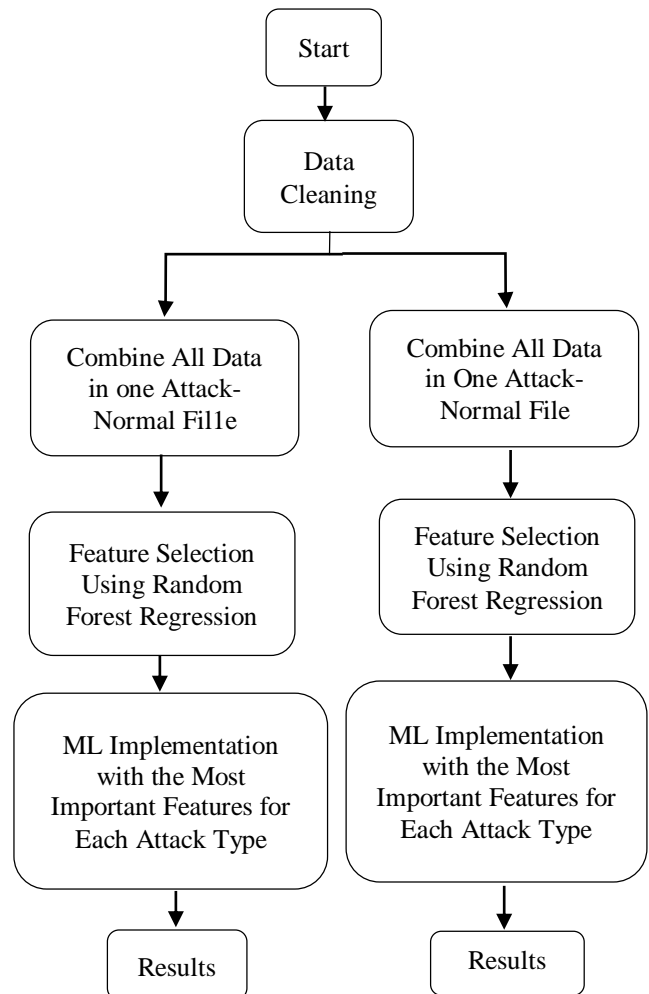 Start
Data
Cleaning
Combine All Data
in one Attack-
Normal Fil1e
Combine All Data
in One Attack-
Normal File
Feature Selection
Using Random
Forest Regression
Feature Selection
Using Random
Forest Regression
ML Implementation
with the Most
Important Features for
Each Attack Type
ML Implementation
with the Most
Important Features for
Each Attack Type
Results
Results